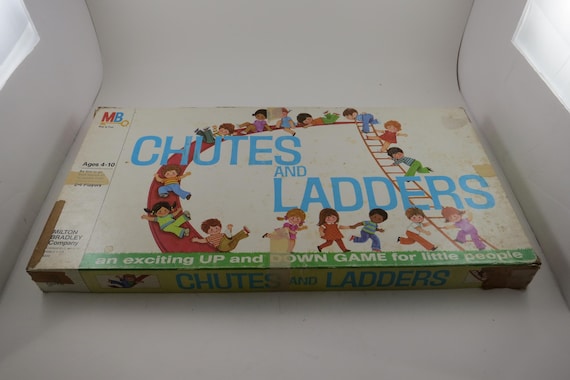 MB
Ages 4-10
CHUTES
AND
LADDERS
MILTON
BRADLEY
Company
an exciting UP and DOWN GAME for little people
CHUTES AND LADDERS